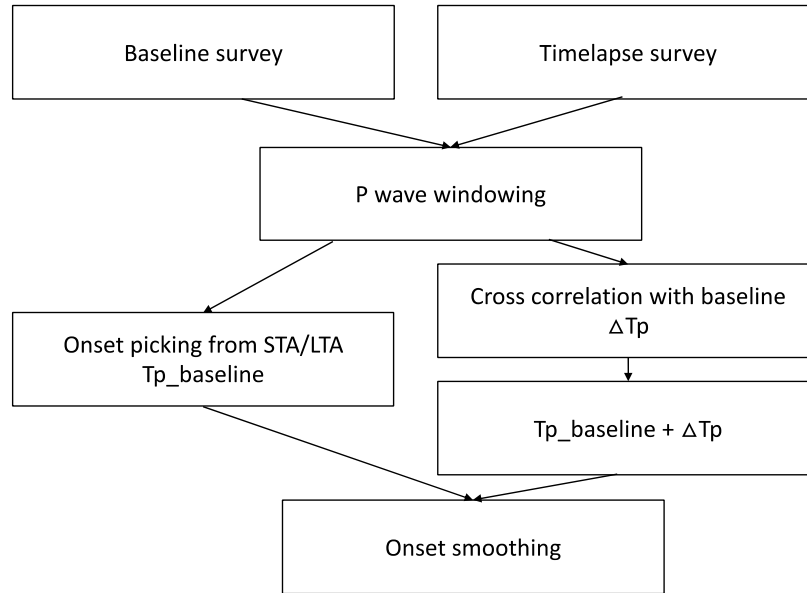 Baseline survey
Timelapse survey
P wave windowing
Cross correlation with baseline
△Tp
Onset picking from STA/LTA
Tp_baseline
Tp_baseline + △Tp
Onset smoothing